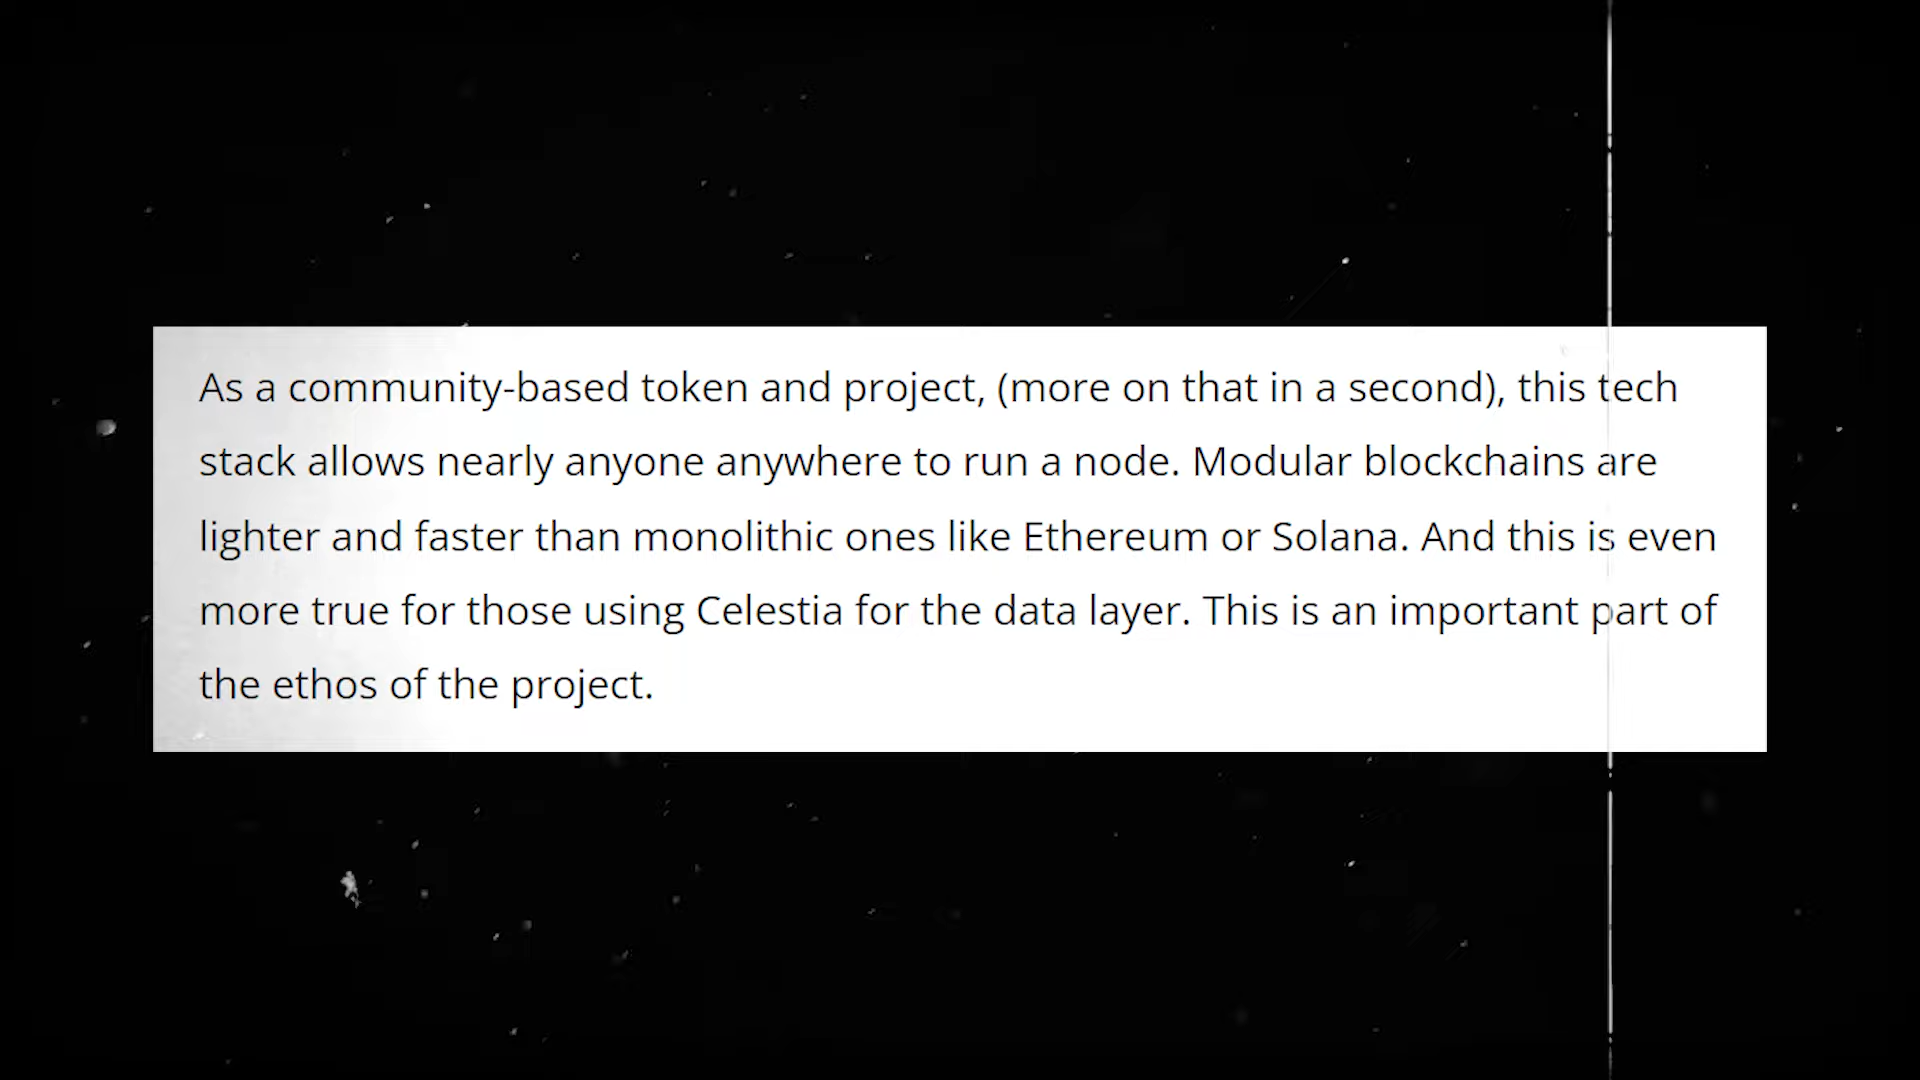 As a community-based token and project, (more on that in a second), this tech
stack allows nearly anyone anywhere to run a node. Modular blockchains are
lighter and faster than monolithic ones like Ethereum or Solana. And this is even
more true for those using Celestia for the data layer. This is an important part of
the ethos of the project.